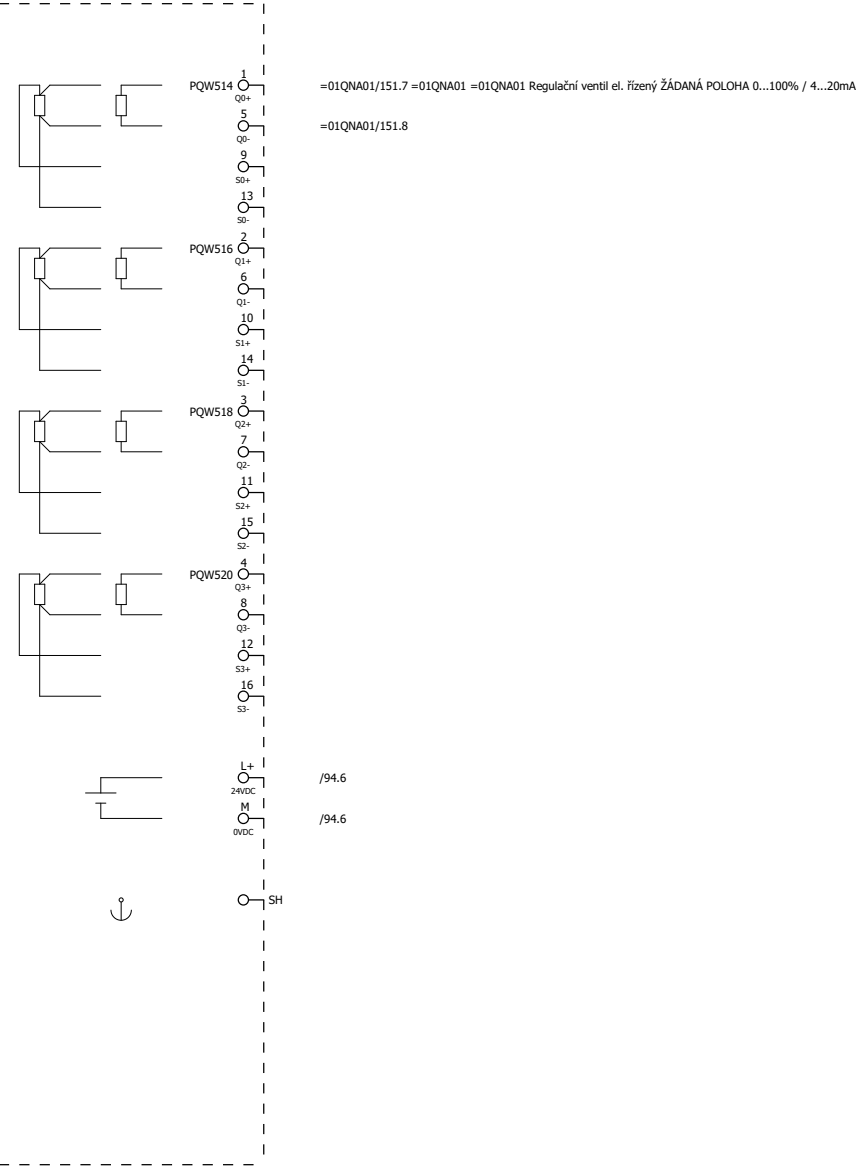 1
PQW514 =01QNA01/151.7 =01QNA01 =01QNA01 Regulační ventil el. řízený ŽÁDANÁ POLOHA 0...100% / 4...20mA
Q0+
5
=01QNA01/151.8
Q0-
9
S0+
13
S0-
2
PQW516
Q1+
6
Q1-
10
S1+
14
S1-
3
PQW518
Q2+
7
Q2-
11
S2+
15
S2-
4
PQW520
Q3+
8
Q3-
12
S3+
16
S3-
L+
/94.6
24VDC
M
/94.6
0VDC
SH